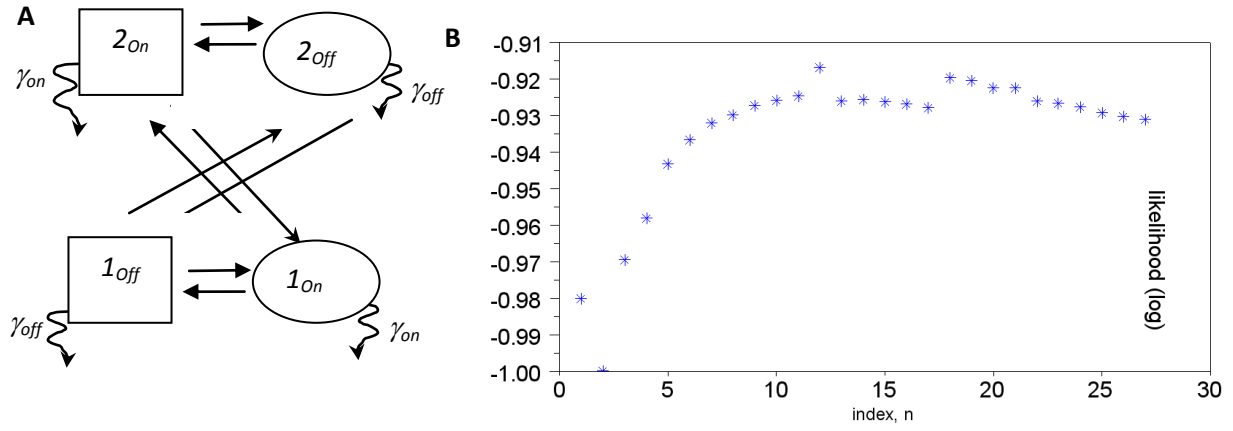 A
2On
2Off
γon
γoff
1Off
1On
γoff
γon
B
-0.91
-0.92
-0.93
-0.94
-0.95
-0.96
-0.97
-0.98
-0.99
-1.00
0 5 10 15 20 25 30
index, n
likelihood (log)